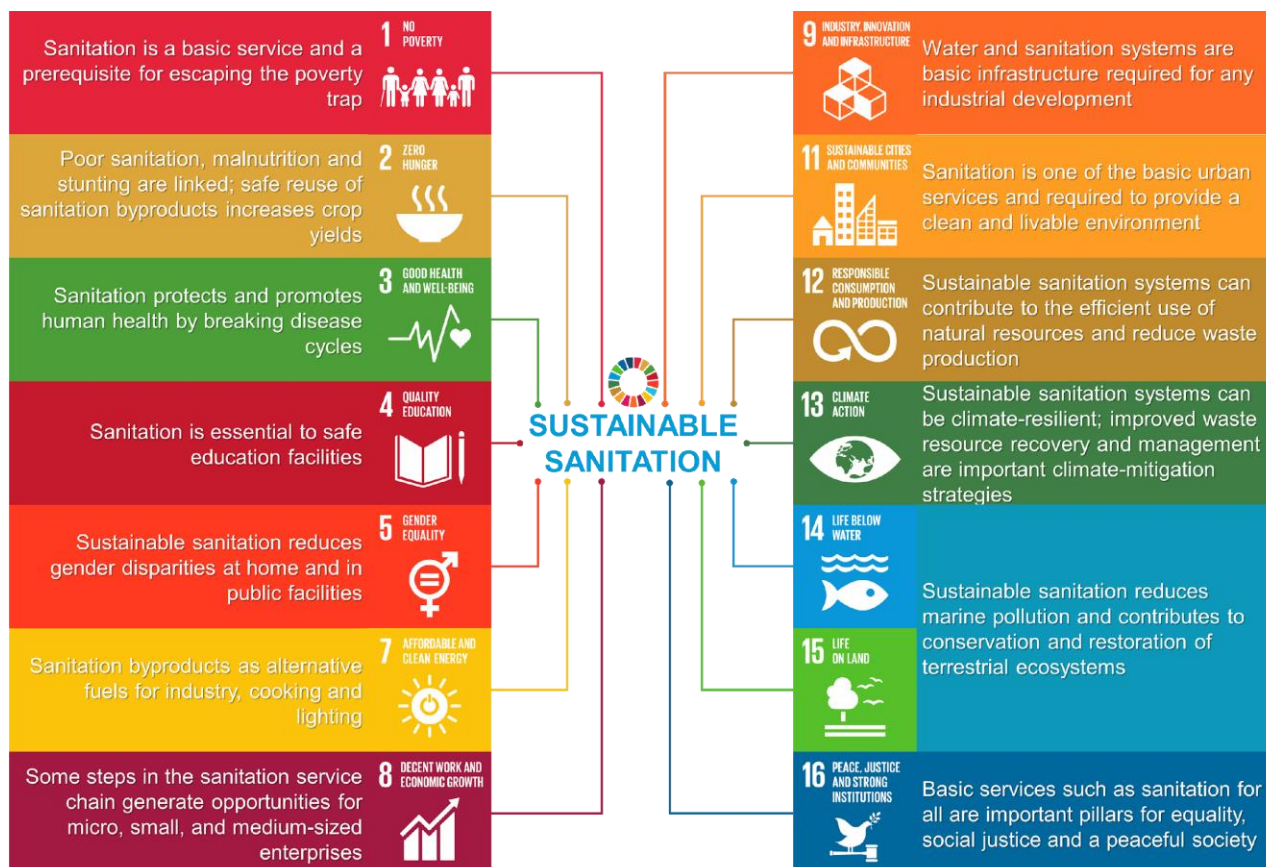 Sanitation is a basic service and a
prerequisite for escaping the poverty
trap
1 NO
POVERTY
Poor sanitation, malnutrition and
stunting are linked; safe reuse of
sanitation byproducts increases crop
yields
2 ZERO
HUNGER
Sanitation protects and promotes
human health by breaking disease
cycles
3 GOOD HEALTH
AND WELL-BEING
Sanitation is essential to safe
education facilities
4 QUALITY
EDUCATION
Sustainable sanitation reduces
gender disparities at home and in
public facilities
5 GENDER
EQUALITY
Sanitation byproducts as alternative
fuels for industry, cooking and
lighting
7 AFFORDABLE AND
CLEAN ENERGY
Some steps in the sanitation service
chain generate opportunities for
micro, small, and medium-sized
enterprises
8 DECENT WORK AND
ECONOMIC GROWTH
SUSTAINABLE
SANITATION
9 INDUSTRY, INNOVATION
AND INFRASTRUCTURE
Water and sanitation systems are
basic infrastructure required for any
industrial development
11 SUSTAINABLE CITIES
AND COMMUNITIES
Sanitation is one of the basic urban
services and required to provide a
clean and livable environment
12 RESPONSIBLE
CONSUMPTION
AND PRODUCTION
Sustainable sanitation systems can
contribute to the efficient use of
natural resources and reduce waste
production
13 CLIMATE
ACTION
Sustainable sanitation systems can
be climate-resilient; improved waste
resource recovery and management
are important climate-mitigation
strategies
14 LIFE BELOW
WATER
15 LIFE
ON LAND
Sustainable sanitation reduces
marine pollution and contributes to
conservation and restoration of
terrestrial ecosystems
16 PEACE, JUSTICE
AND STRONG
INSTITUTIONS
Basic services such as sanitation for
all are important pillars for equality,
social justice and a peaceful society